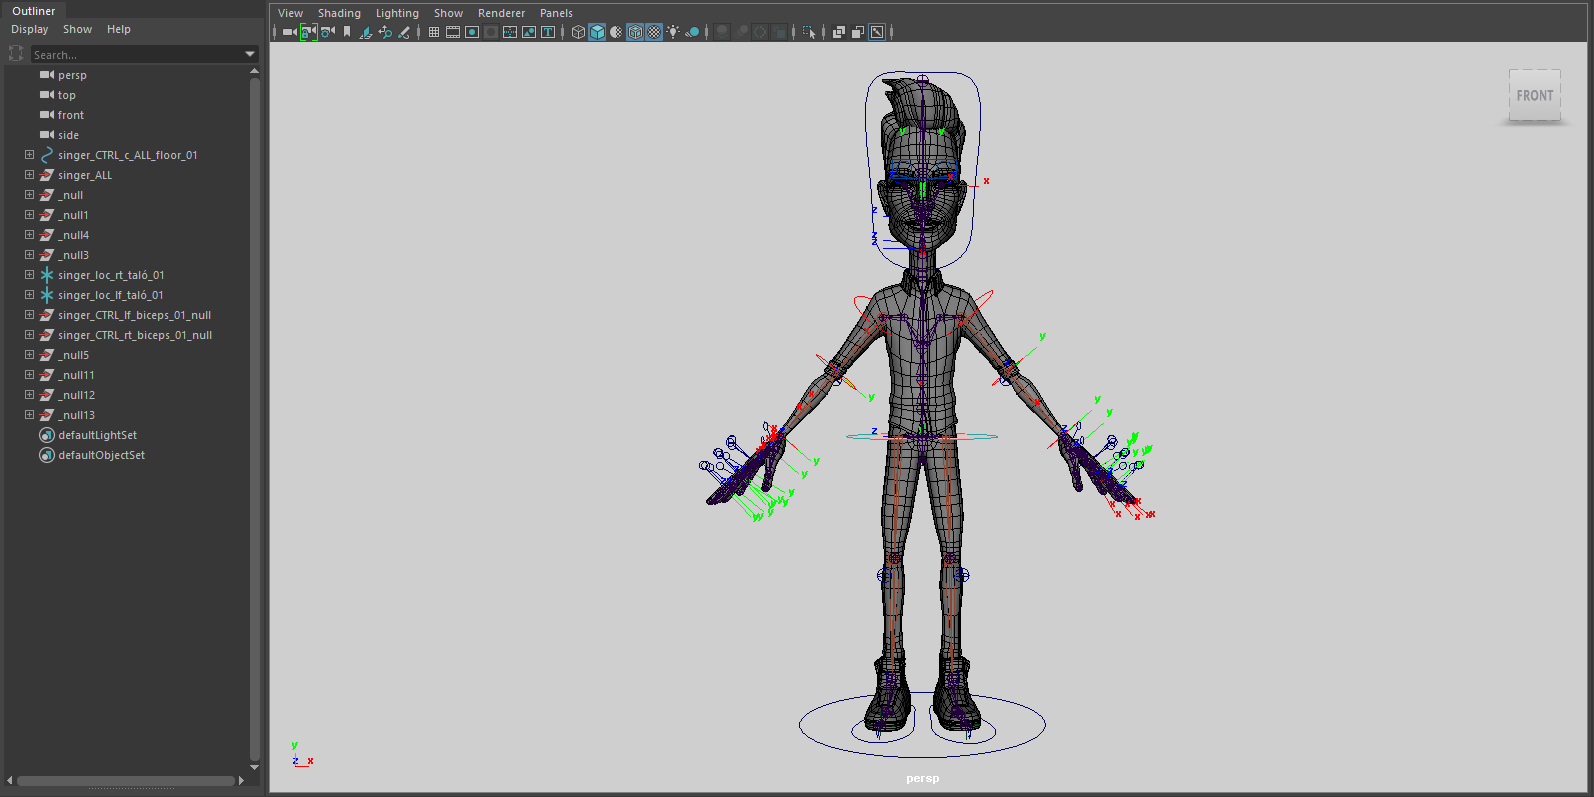 Outliner
Display Show Help
Search...
persp
top
front
side
singer_CTRL_c_ALL_floor_01
singer_ALL
_null
_null1
_null4
_null3
singer_loc_rt_taló_01
singer_loc_lf_taló_01
singer_CTRL_lf_biceps_01_null
singer_CTRL_rt_biceps_01_null
_null5
_null11
_null12
_null13
defaultLightSet
defaultObjectSet
View Shading Lighting Show Renderer Panels
FRONT
y y
x x
z
z
z
y
y
z
y
y
y
x
z
y
y
y
z x
persp